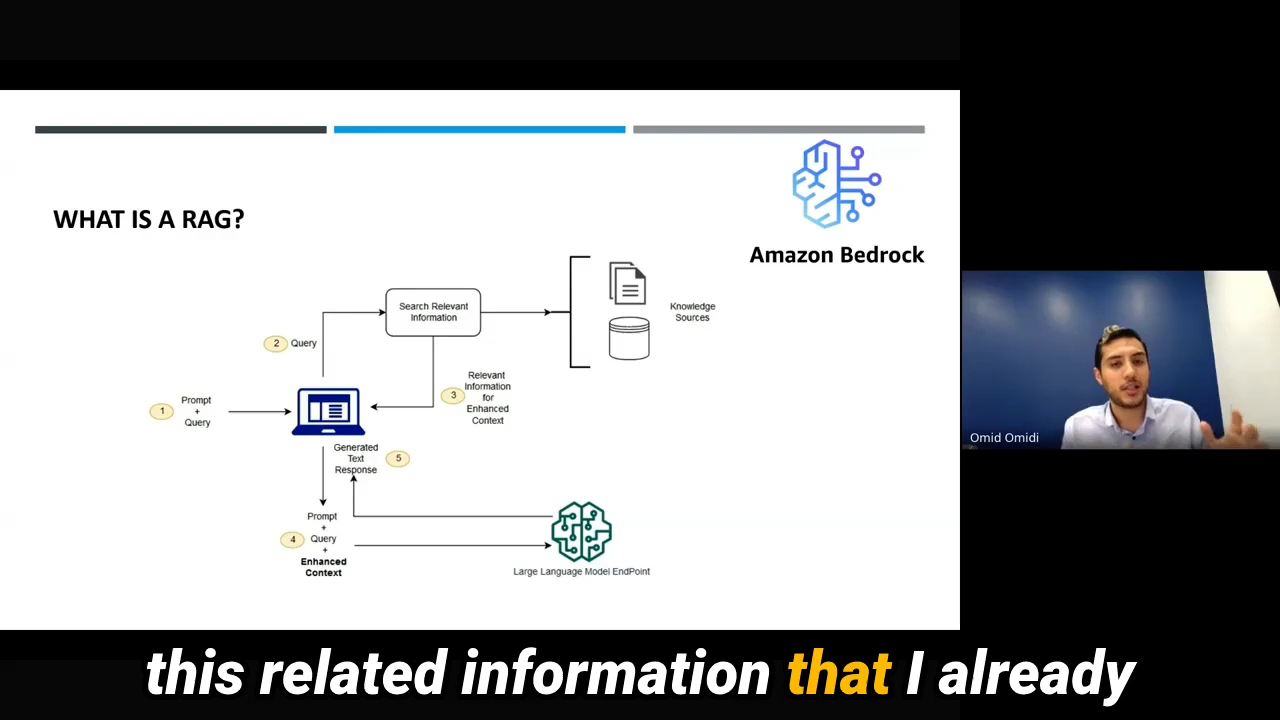 Amazon Bedrock
WHAT IS A RAG?
Search Relevant
Information
Knowledge
Sources
2
Query
3
Relevant
Information
for
Enhanced
Context
1
Prompt
+
Query
Generated
Text
Response
5
4
Prompt
+
Query
+
Enhanced
Context
Large Language Model EndPoint
Omid Omidi
this related information that I already